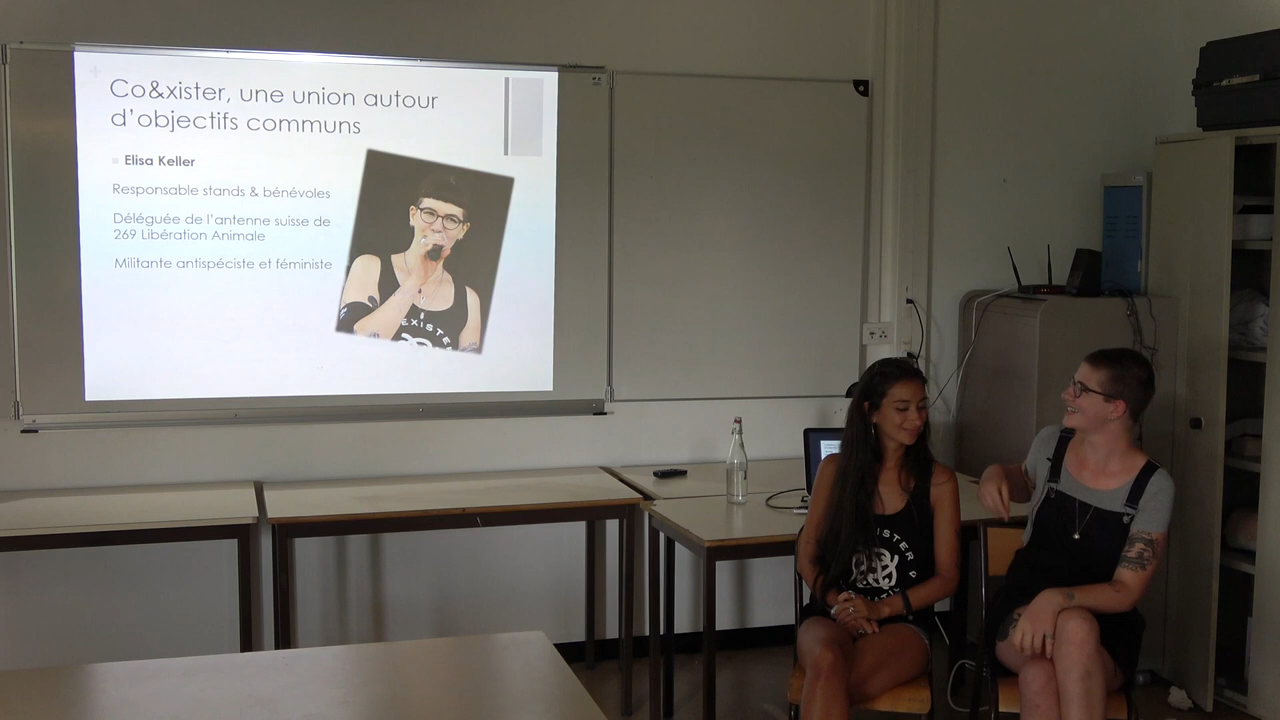 Co&xister, une union autour
d'objectifs communs
Elisa Keller
Responsable stands & bénévoles
Déléguée de l'antenne suisse de
269 Libération Animale
Militante antispéciste et féministe